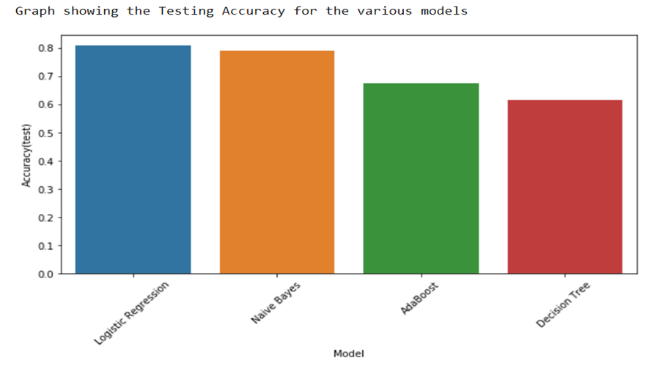 Graph showing the Testing Accuracy for the various models
0.8
0.7
0.6
0.5
0.4
0.3
0.2
0.1
0.0
Accuracy(test)
Logistic Regression
Naive Bayes
AdaBoost
Decision Tree
Model